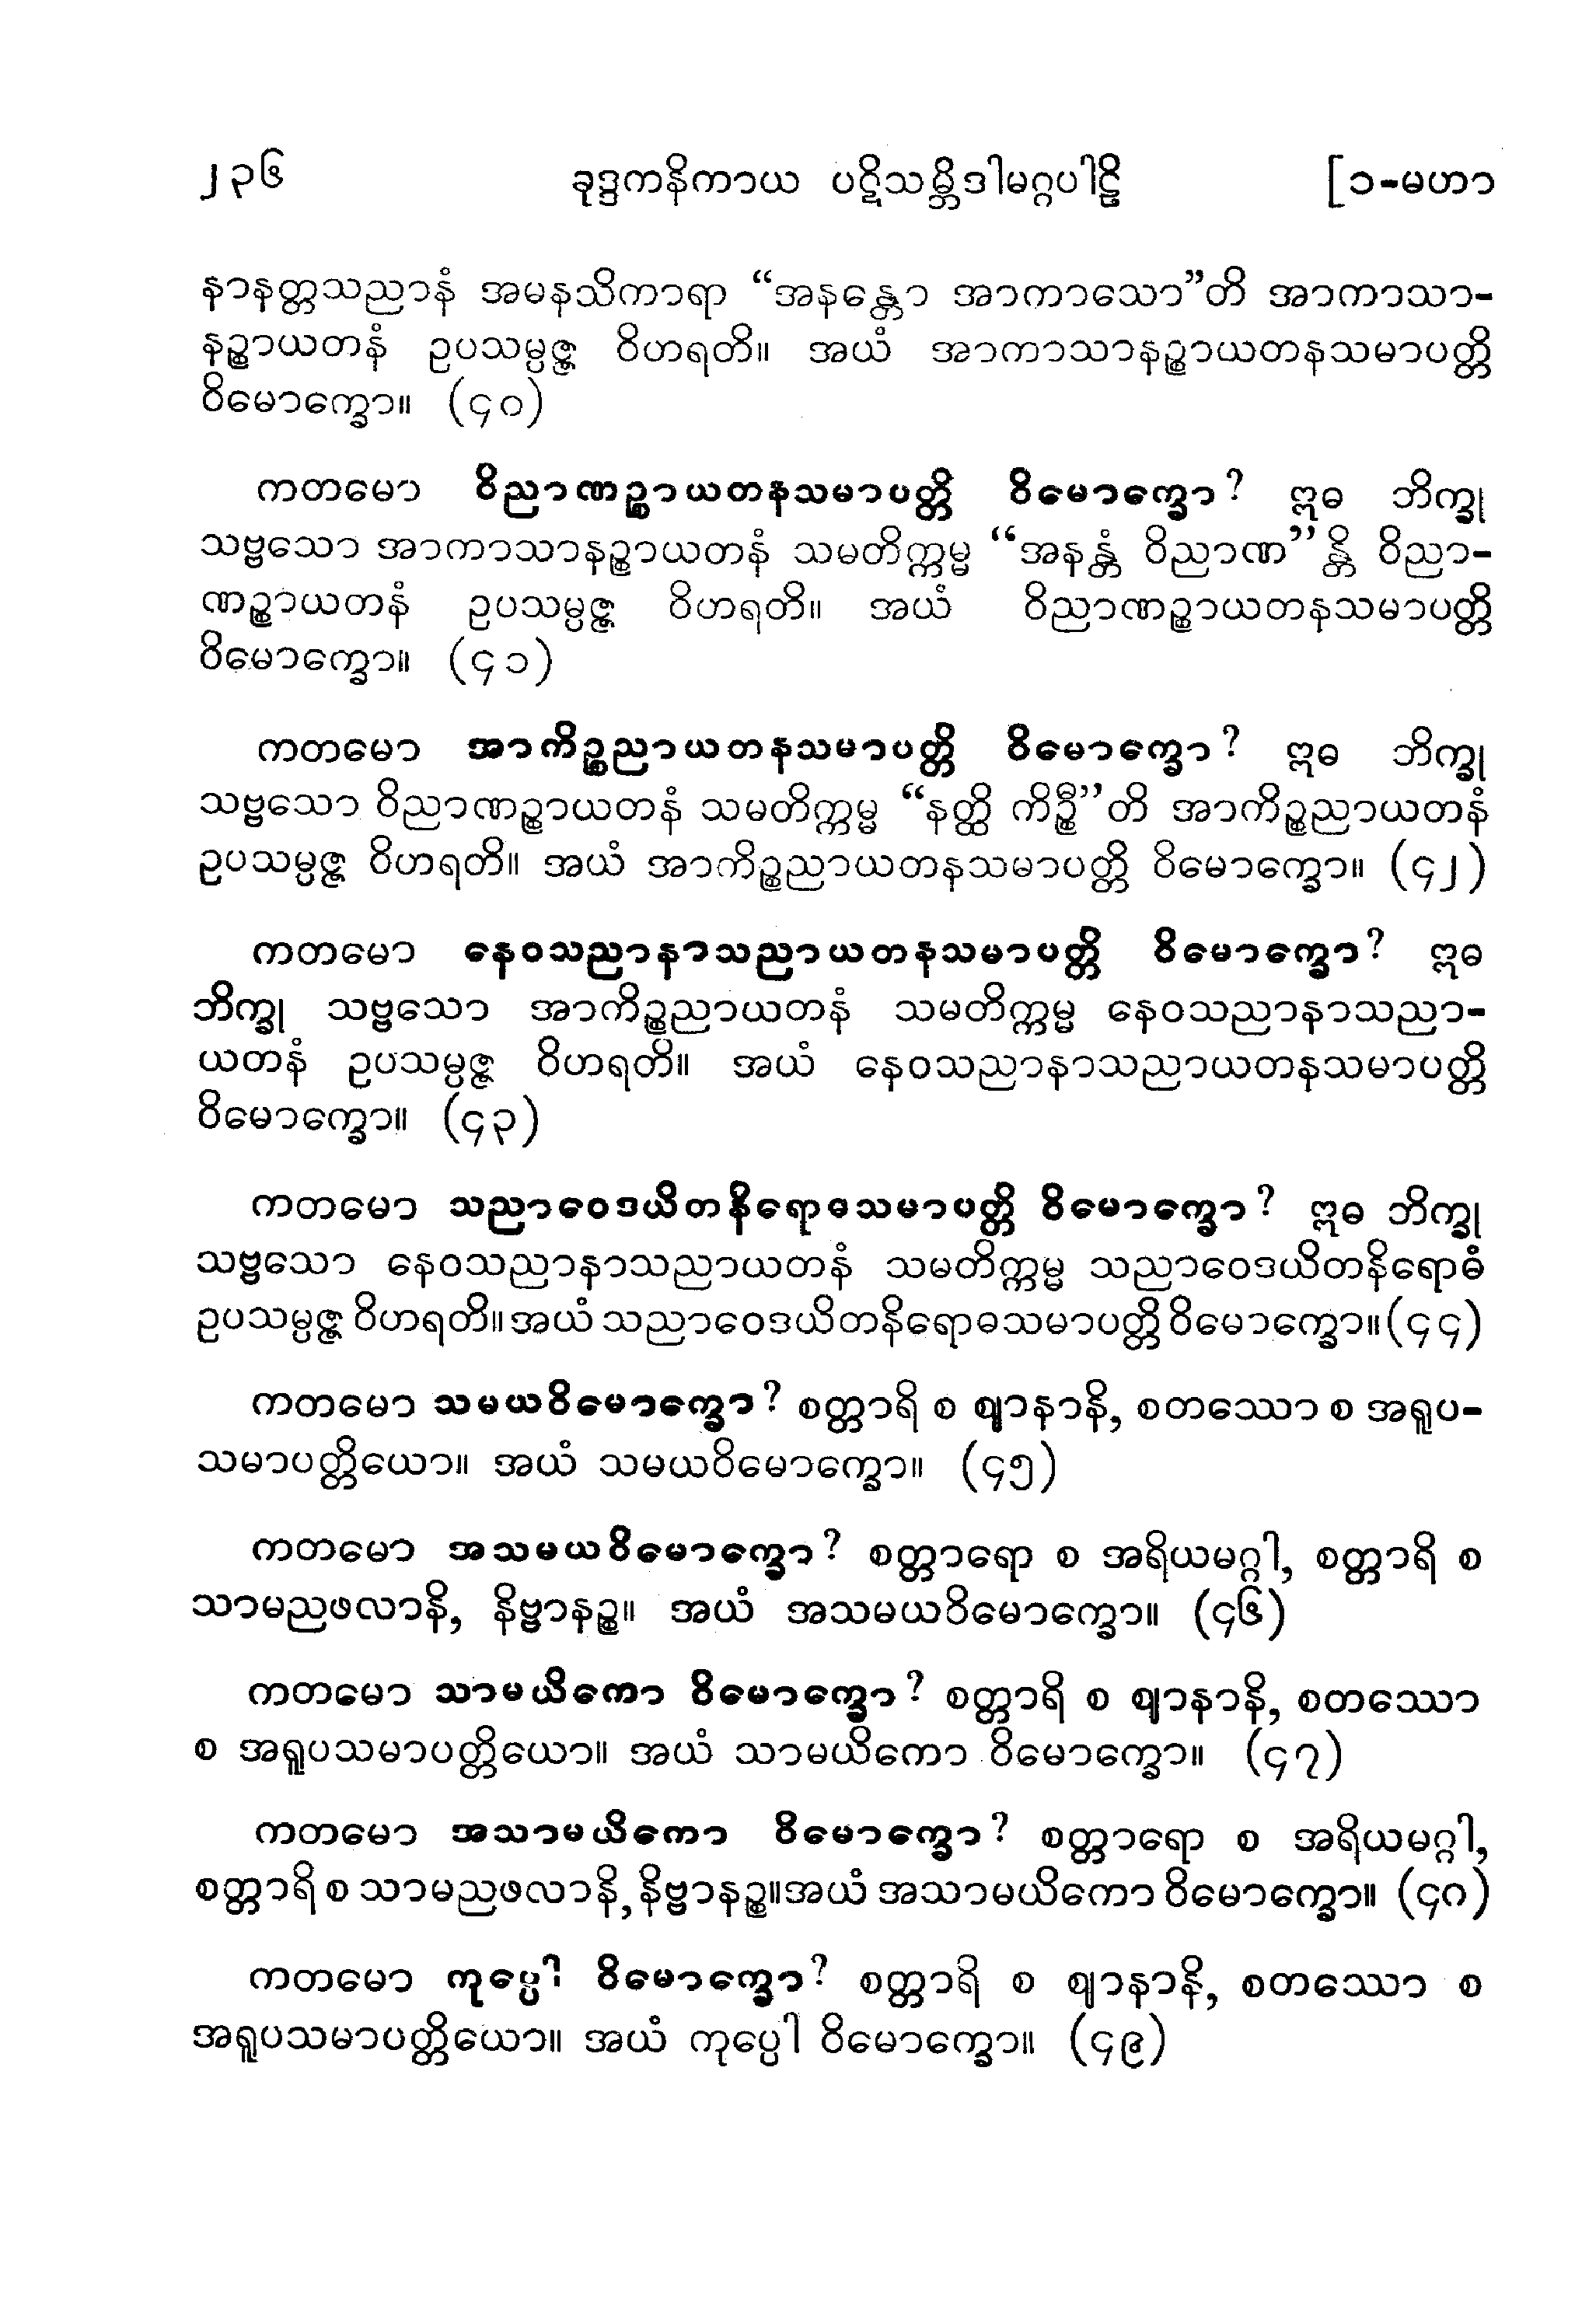 ၂၃၆ ခုဒ္ဒကနိကာယ ပဋိသမ္ဘိဒါမဂ္ဂပါဠိ [၁-မဟာ
နာနတ္တသညာနံ အမနသိကာရာ “အနန္တော အာကာသော”တိ အာကာသာ-
နဉ္စာယတနံ ဥပသမ္ပဇ္ဇ ဝိဟရတိ။ အယံ အာကာသာနဉ္စာယတနသမာပတ္တိ
ဝိမောက္ခော။ (၄၀)
ကတမော ဝိညာဏဉ္စာယတနသမာပတ္တိ ဝိမောက္ခော? ဣဓ ဘိက္ခု
သဗ္ဗသော အာကာသာနဉ္စာယတနံ သမတိက္ကမ္မ “အနန္တံ ဝိညာဏ”န္တိ ဝိညာ-
ဏဉ္စာယတနံ ဥပသမ္ပဇ္ဇ ဝိဟရတိ။ အယံ ဝိညာဏဉ္စာယတနသမာပတ္တိ
ဝိမောက္ခော။ (၄၁)
ကတမော အာကိဉ္စညာယတနသမာပတ္တိ ဝိမောက္ခော? ဣဓ ဘိက္ခု
သဗ္ဗသော ဝိညာဏဉ္စာယတနံ သမတိက္ကမ္မ “နတ္ထိ ကိဉ္စီ”တိ အာကိဉ္စညာယတနံ
ဥပသမ္ပဇ္ဇ ဝိဟရတိ။ အယံ အာကိဉ္စညာယတနသမာပတ္တိ ဝိမောက္ခော။ (၄၂)
ကတမော နေဝသညာနာသညာယတနသမာပတ္တိ ဝိမောက္ခော? ဣဓ
ဘိက္ခု သဗ္ဗသော အာကိဉ္စညာယတနံ သမတိက္ကမ္မ နေဝသညာနာသညာ-
ယတနံ ဥပသမ္ပဇ္ဇ ဝိဟရတိ။ အယံ နေဝသညာနာသညာယတနသမာပတ္တိ
ဝိမောက္ခော။ (၄၃)
ကတမော သညာဝေဒယိတနိရောဓသမာပတ္တိ ဝိမောက္ခော? ဣဓ ဘိက္ခု
သဗ္ဗသော နေဝသညာနာသညာယတနံ သမတိက္ကမ္မ သညာဝေဒယိတနိရောဓံ
ဥပသမ္ပဇ္ဇ ဝိဟရတိ။ အယံ သညာဝေဒယိတနိရောဓသမာပတ္တိ ဝိမောက္ခော။ (၄၄)
ကတမော သမယဝိမောက္ခော? စတ္တာရိ စ ဈာနာနိ, စတဿော စ အရူပ-
သမာပတ္တိယော။ အယံ သမယဝိမောက္ခော။ (၄၅)
ကတမော အသမယဝိမောက္ခော? စတ္တာရော စ အရိယမဂ္ဂါ, စတ္တာရိ စ
သာမညဖလာနိ, နိဗ္ဗာနဉ္စ။ အယံ အသမယဝိမောက္ခော။ (၄၆)
ကတမော သာမယိကော ဝိမောက္ခော? စတ္တာရိ စ ဈာနာနိ, စတဿော
စ အရူပသမာပတ္တိယော။ အယံ သာမယိကော ဝိမောက္ခော။ (၄၇)
ကတမော အသာမယိကော ဝိမောက္ခော? စတ္တာရော စ အရိယမဂ္ဂါ,
စတ္တာရိ စ သာမညဖလာနိ, နိဗ္ဗာနဉ္စ။ အယံ အသာမယိကော ဝိမောက္ခော။ (၄၈)
ကတမော ကုပ္ပေါ ဝိမောက္ခော? စတ္တာရိ စ ဈာနာနိ, စတဿော စ
အရူပသမာပတ္တိယော။ အယံ ကုပ္ပေါ ဝိမောက္ခော။ (၄၉)